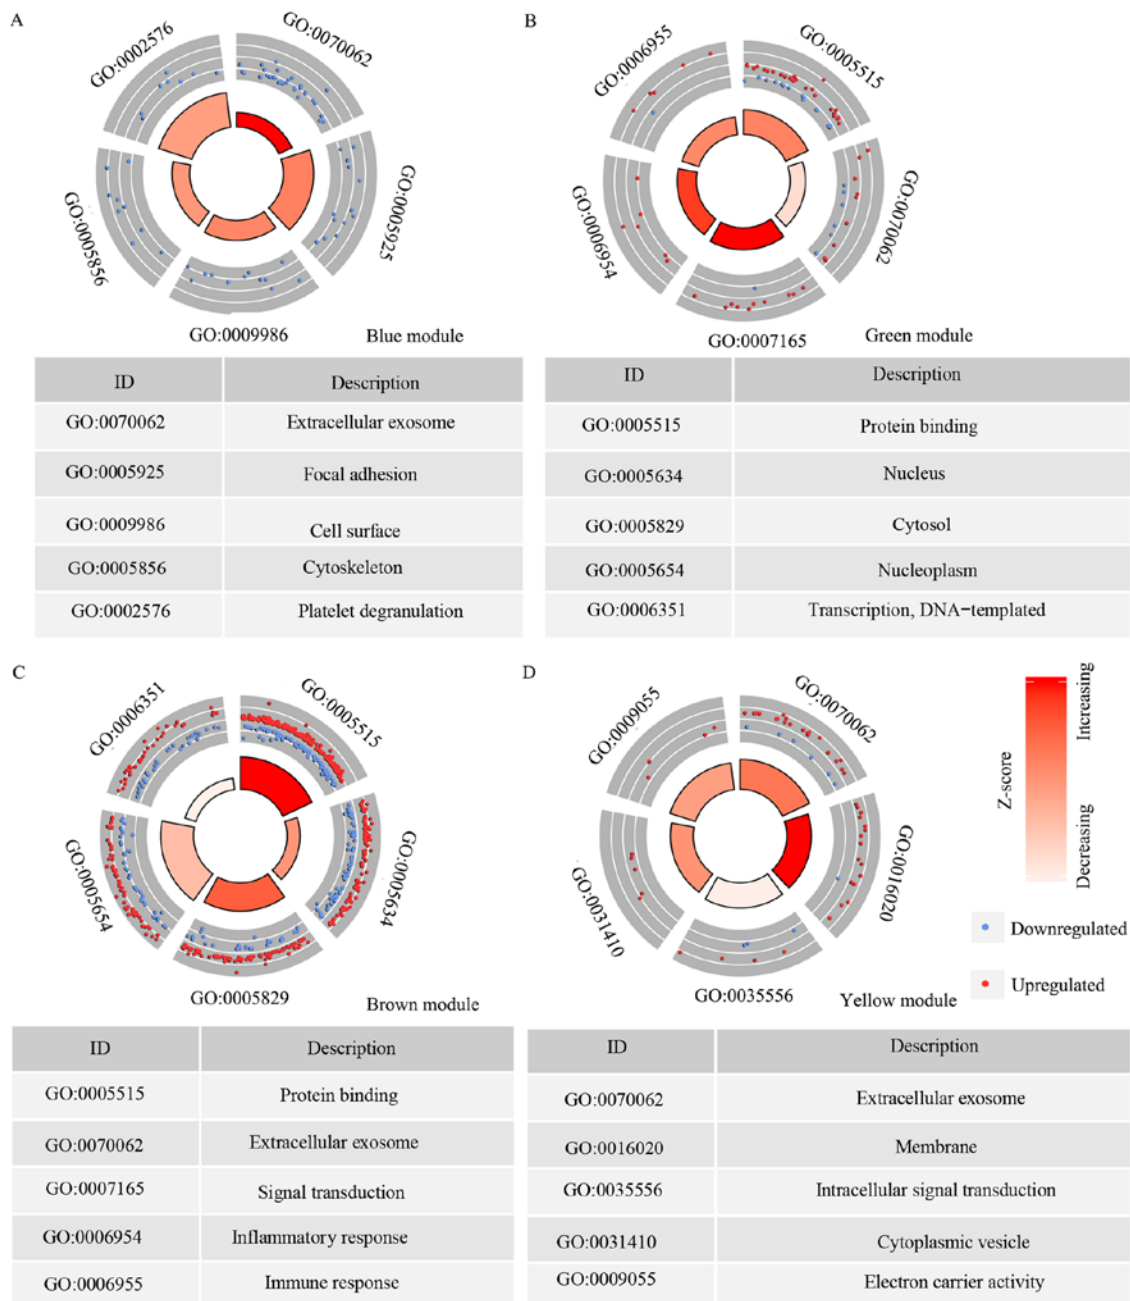 A
GO:0002576
GO:0070062
GO:0005925
GO:0009986
GO:0005856
Blue module
B
GO:0006955
GO:0005515
GO:0070062
GO:0007165
GO:0006954
Green module
ID Description
GO:0070062 Extracellular exosome
GO:0005925 Focal adhesion
GO:0009986 Cell surface
GO:0005856 Cytoskeleton
GO:0002576 Platelet degranulation
ID Description
GO:0005515 Protein binding
GO:0005634 Nucleus
GO:0005829 Cytosol
GO:0005654 Nucleoplasm
GO:0006351 Transcription, DNA−templated
C
GO:0006351
GO:0005515
GO:0005634
GO:0005829
GO:0005654
Brown module
D
GO:0009055
GO:0070062
GO:0016020
GO:0035556
GO:0031410
Yellow module
Z-score
Increasing
Decreasing
Downregulated
Upregulated
ID Description
GO:0005515 Protein binding
GO:0070062 Extracellular exosome
GO:0007165 Signal transduction
GO:0006954 Inflammatory response
GO:0006955 Immune response
ID Description
GO:0070062 Extracellular exosome
GO:0016020 Membrane
GO:0035556 Intracellular signal transduction
GO:0031410 Cytoplasmic vesicle
GO:0009055 Electron carrier activity